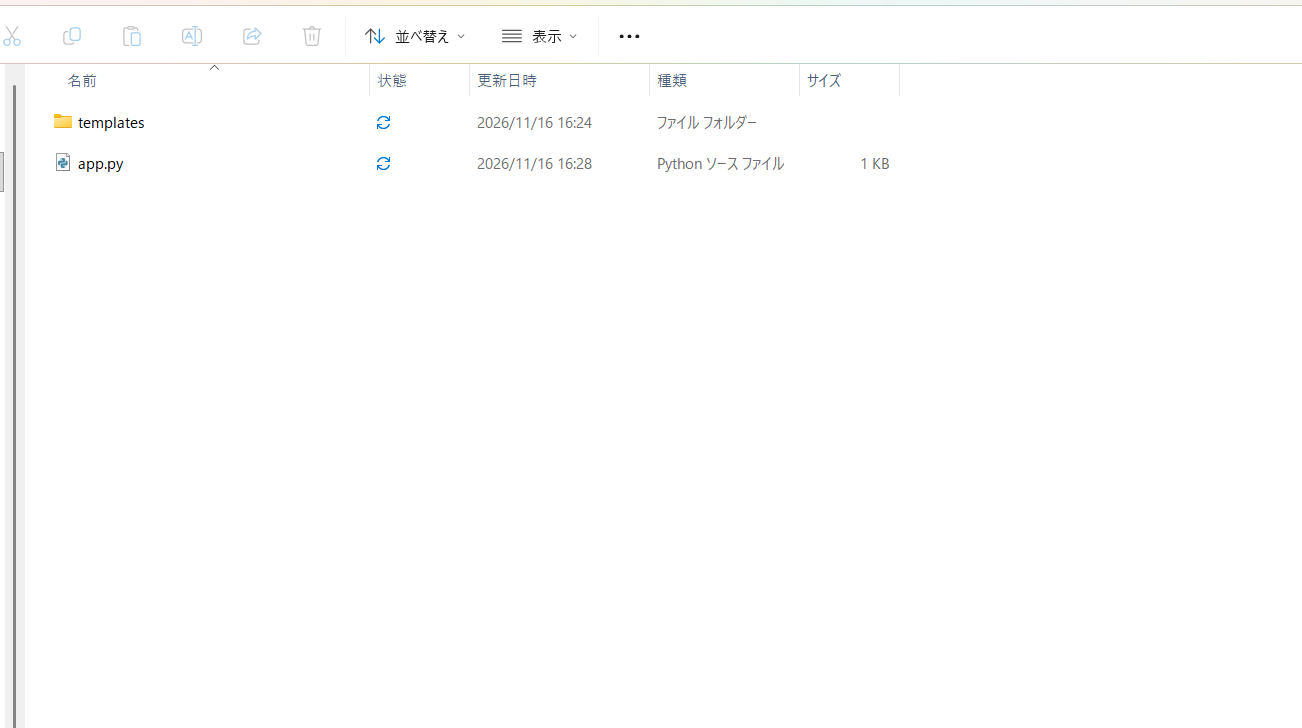 並べ替え 表示
名前 状態 更新日時 種類 サイズ
templates 2026/11/16 16:24 ファイル フォルダー
app.py 2026/11/16 16:28 Python ソース ファイル 1 KB